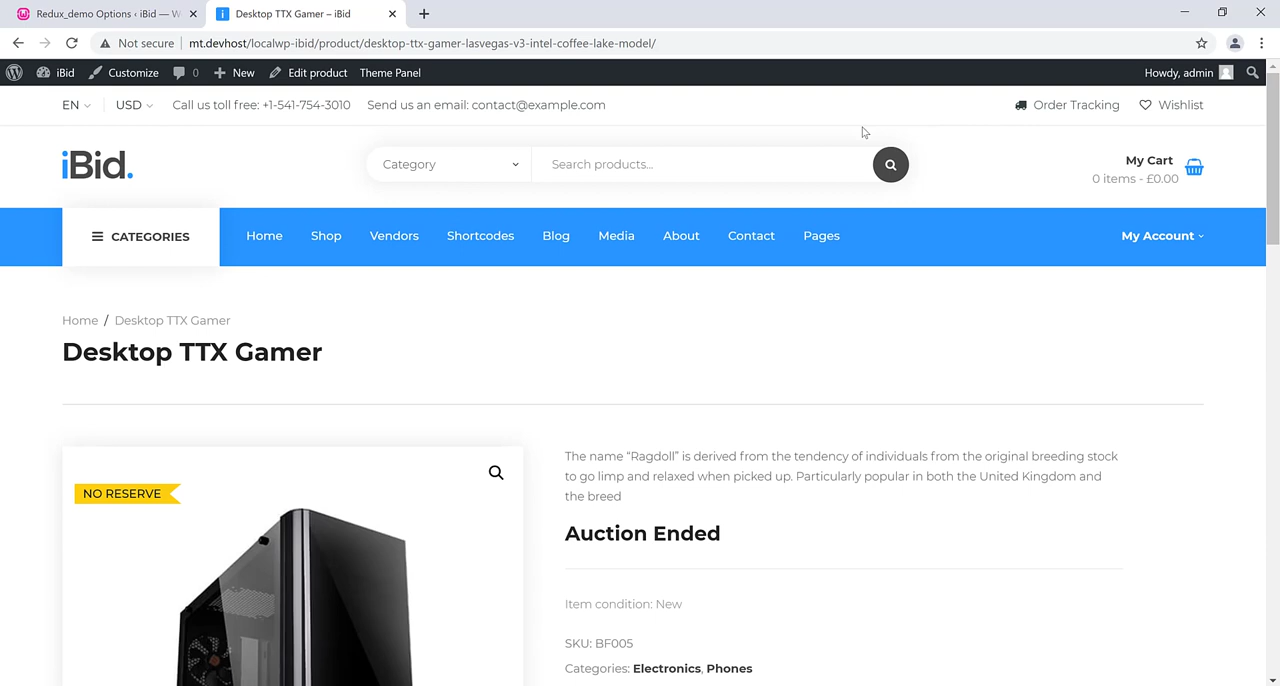 Redux_demo Options ‹ iBid — W
Desktop TTX Gamer – iBid
Not secure
mt.devhost/localwp-ibid/product/desktop-ttx-gamer-lasvegas-v3-intel-coffee-lake-model/
iBid Customize 0 New Edit product Theme Panel Howdy, admin
EN USD Call us toll free: +1-541-754-3010 Send us an email: contact@example.com Order Tracking Wishlist
iBid.
Category Search products...
My Cart
0 items - £0.00
CATEGORIES Home Shop Vendors Shortcodes Blog Media About Contact Pages My Account
Home / Desktop TTX Gamer
Desktop TTX Gamer
NO RESERVE
The name “Ragdoll” is derived from the tendency of individuals from the original breeding stock
to go limp and relaxed when picked up. Particularly popular in both the United Kingdom and
the breed
Auction Ended
Item condition: New
SKU: BF005
Categories: Electronics, Phones